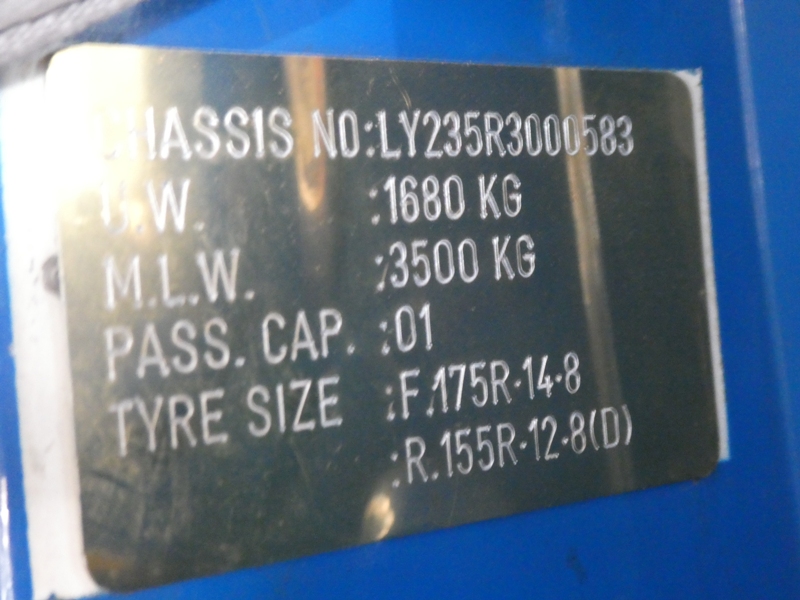 CHASSIS NO:LY235R3000583
U.W. :1680 KG
M.L.W. :3500 KG
PASS. CAP. :01
TYRE SIZE :F.175R-14-8
:R.155R-12-8(D)